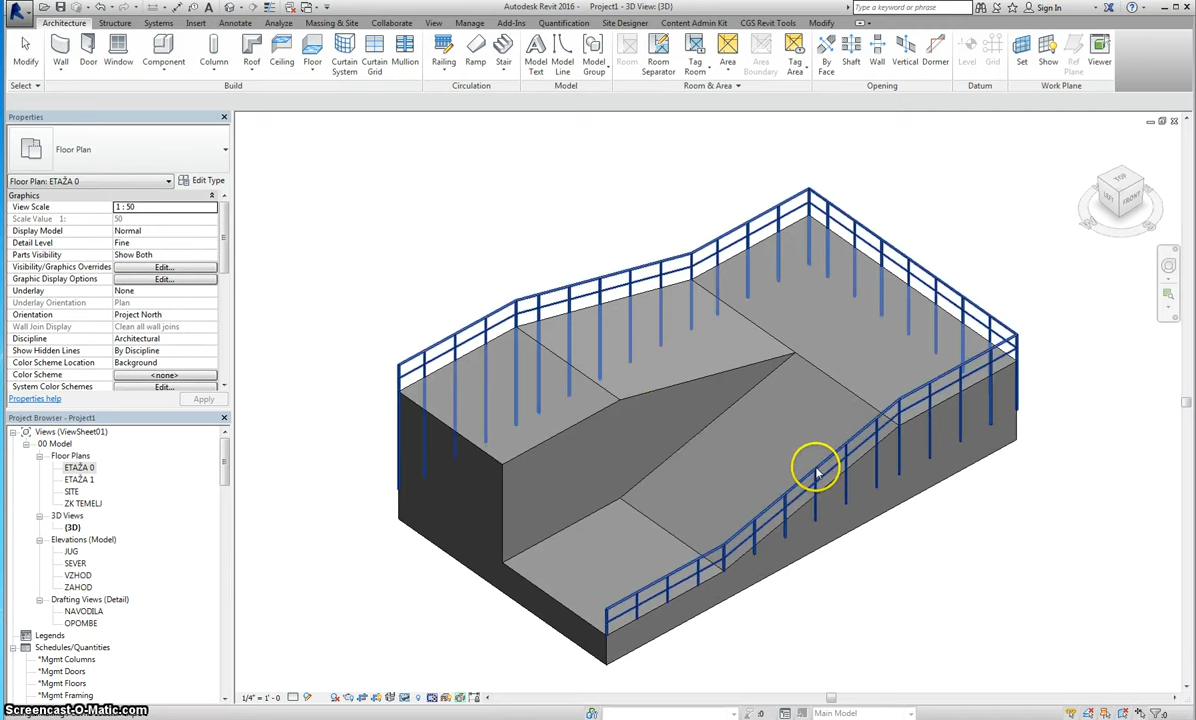 Autodesk Revit 2016 - Project1 - 3D View: {3D}
Type a keyword or phrase
Sign In
Architecture Structure Systems Insert Annotate Analyze Massing & Site Collaborate View Manage Add-Ins Quantification Site Designer Content Admin Kit CGS Revit Tools Modify
Modify Wall Door Window Component Column Roof Ceiling Floor Curtain System Curtain Grid Mullion Railing Ramp Stair Model Text Model Line Model Group Room Room Separator Tag Room Area Area Boundary Tag Area By Face Shaft Wall Vertical Dormer Level Grid Set Show Ref Plane Viewer
Select Build Circulation Model Room & Area Opening Datum Work Plane
Properties
Floor Plan
Floor Plan: ETAŽA 0 Edit Type
Graphics
View Scale 1 : 50
Scale Value 1: 50
Display Model Normal
Detail Level Fine
Parts Visibility Show Both
Visibility/Graphics Overrides Edit...
Graphic Display Options Edit...
Underlay None
Underlay Orientation Plan
Orientation Project North
Wall Join Display Clean all wall joins
Discipline Architectural
Show Hidden Lines By Discipline
Color Scheme Location Background
Color Scheme <none>
System Color Schemes Edit...
Properties help Apply
Project Browser - Project1
Views (ViewSheet01)
00 Model
Floor Plans
ETAŽA 0
ETAŽA 1
SITE
ZK TEMELJ
3D Views
{3D}
Elevations (Model)
JUG
SEVER
VZHOD
ZAHOD
Drafting Views (Detail)
NAVODILA
OPOMBE
Legends
Schedules/Quantities
*Mgmt Columns
*Mgmt Doors
*Mgmt Floors
*Mgmt Framing
TOP
LEFT
FRONT
1/4" = 1'-0
Screencast-O-Matic.com
:0
Main Model
:0